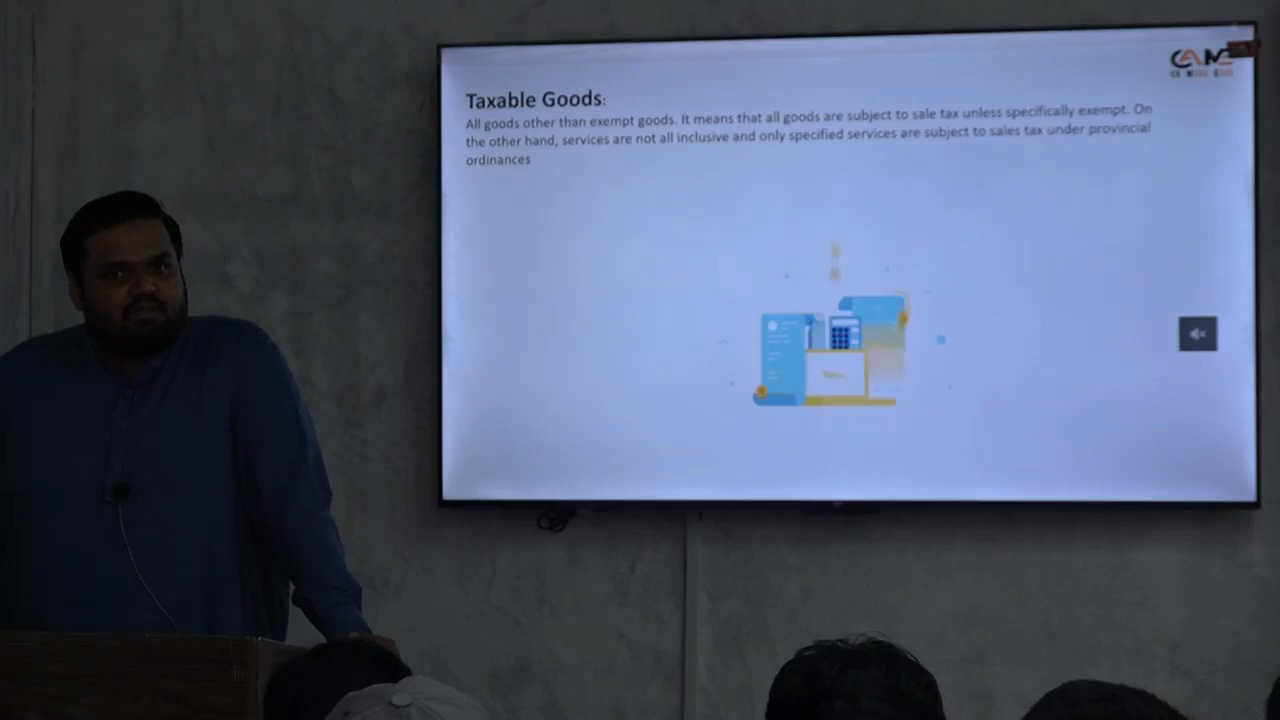 Taxable Goods:
All goods other than exempt goods. It means that all goods are subject to sale tax unless specifically exempt. On
the other hand, services are not all inclusive and only specified services are subject to sales tax under provincial
ordinances